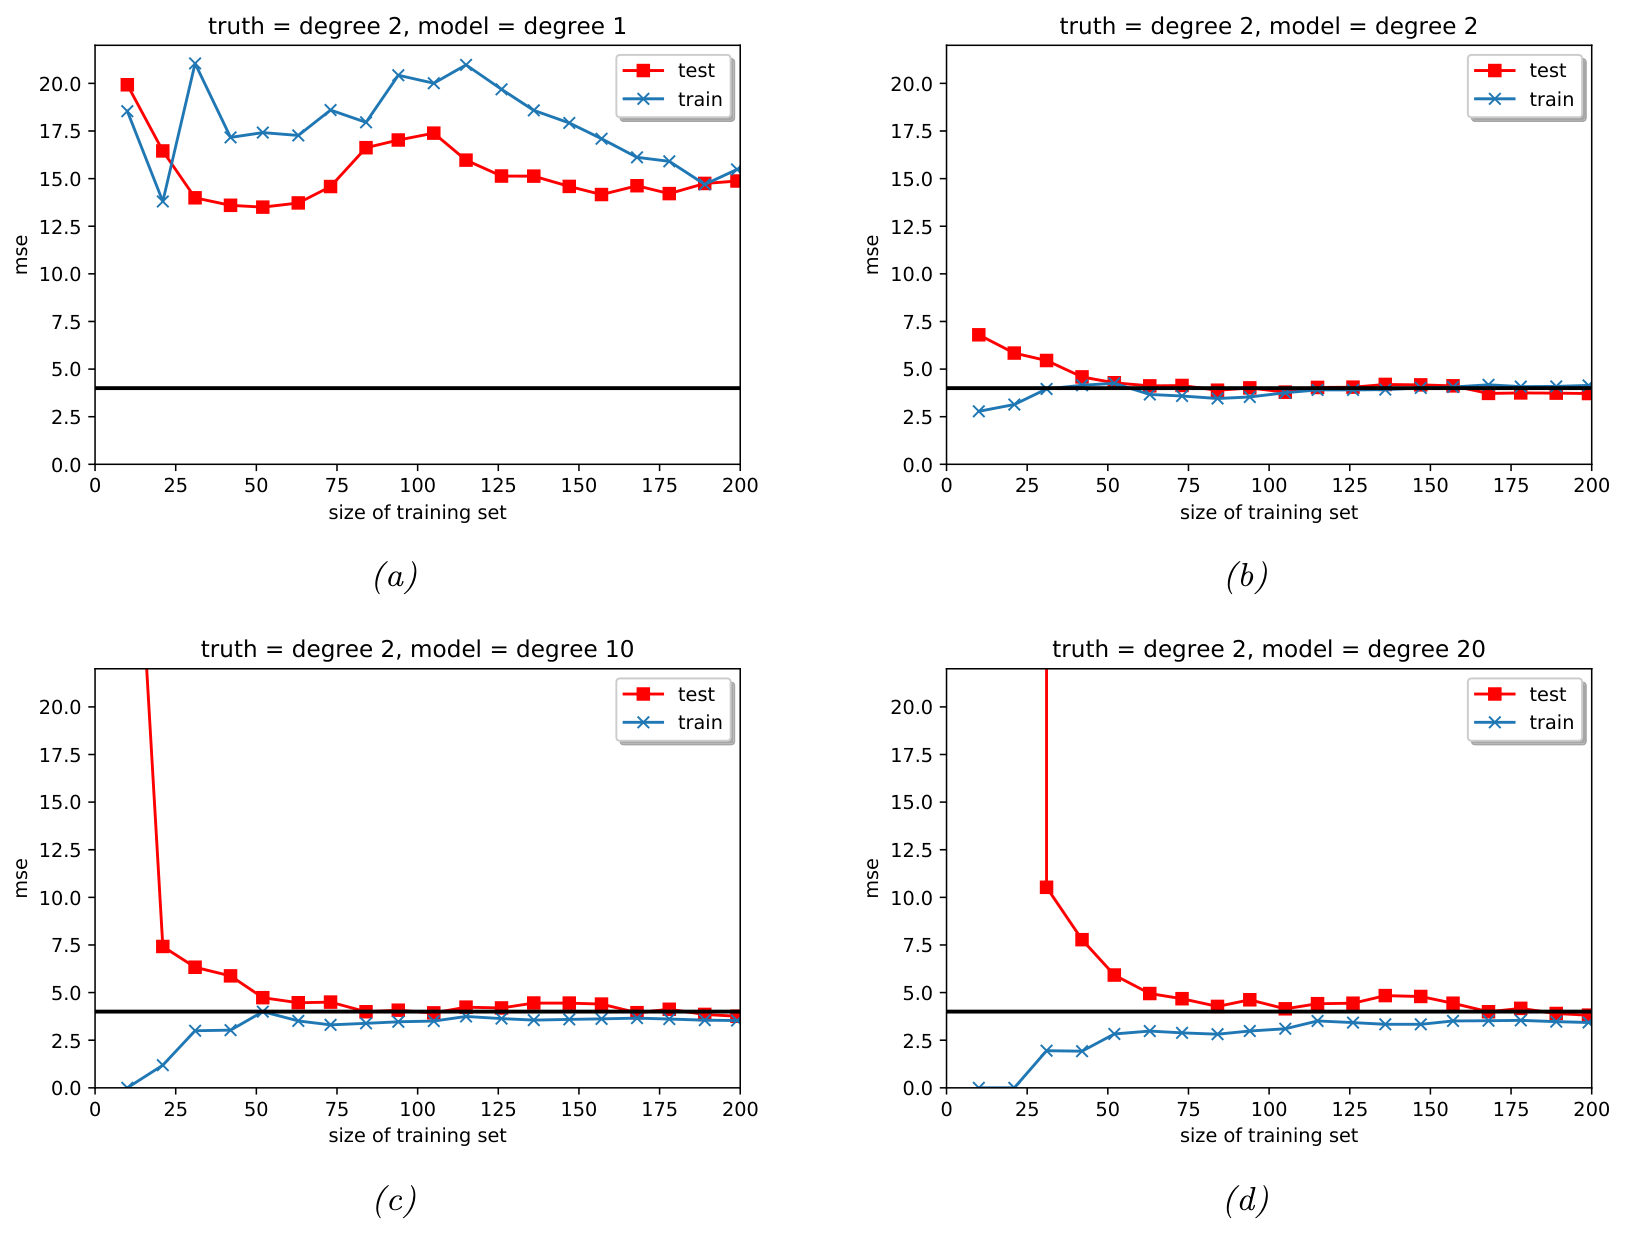 truth = degree 2, model = degree 1
20.0
17.5
15.0
12.5
10.0
7.5
5.0
2.5
0.0
mse
0 25 50 75 100 125 150 175 200
size of training set
test
train
(a)
truth = degree 2, model = degree 2
20.0
17.5
15.0
12.5
10.0
7.5
5.0
2.5
0.0
mse
0 25 50 75 100 125 150 175 200
size of training set
test
train
(b)
truth = degree 2, model = degree 10
20.0
17.5
15.0
12.5
10.0
7.5
5.0
2.5
0.0
mse
0 25 50 75 100 125 150 175 200
size of training set
test
train
(c)
truth = degree 2, model = degree 20
20.0
17.5
15.0
12.5
10.0
7.5
5.0
2.5
0.0
mse
0 25 50 75 100 125 150 175 200
size of training set
test
train
(d)